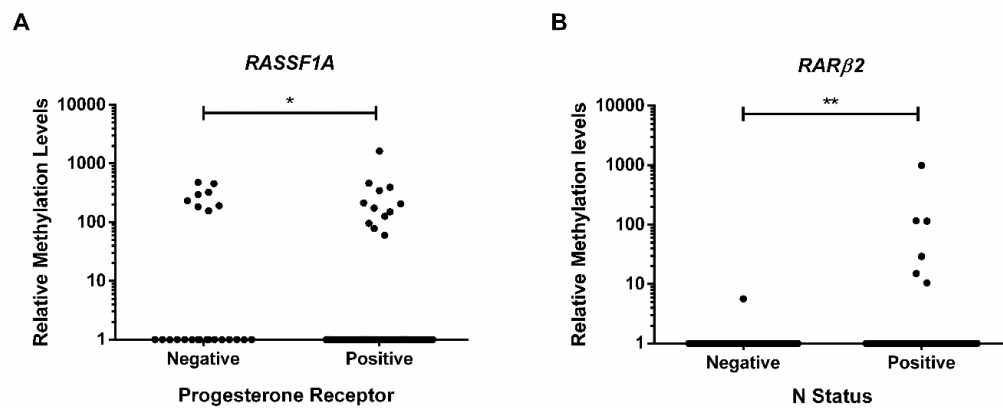 A
RASSF1A
Relative Methylation Levels
10000
1000
100
10
1
*
Negative
Positive
Progesterone Receptor
B
RARβ2
Relative Methylation levels
10000
1000
100
10
1
**
Negative
Positive
N Status